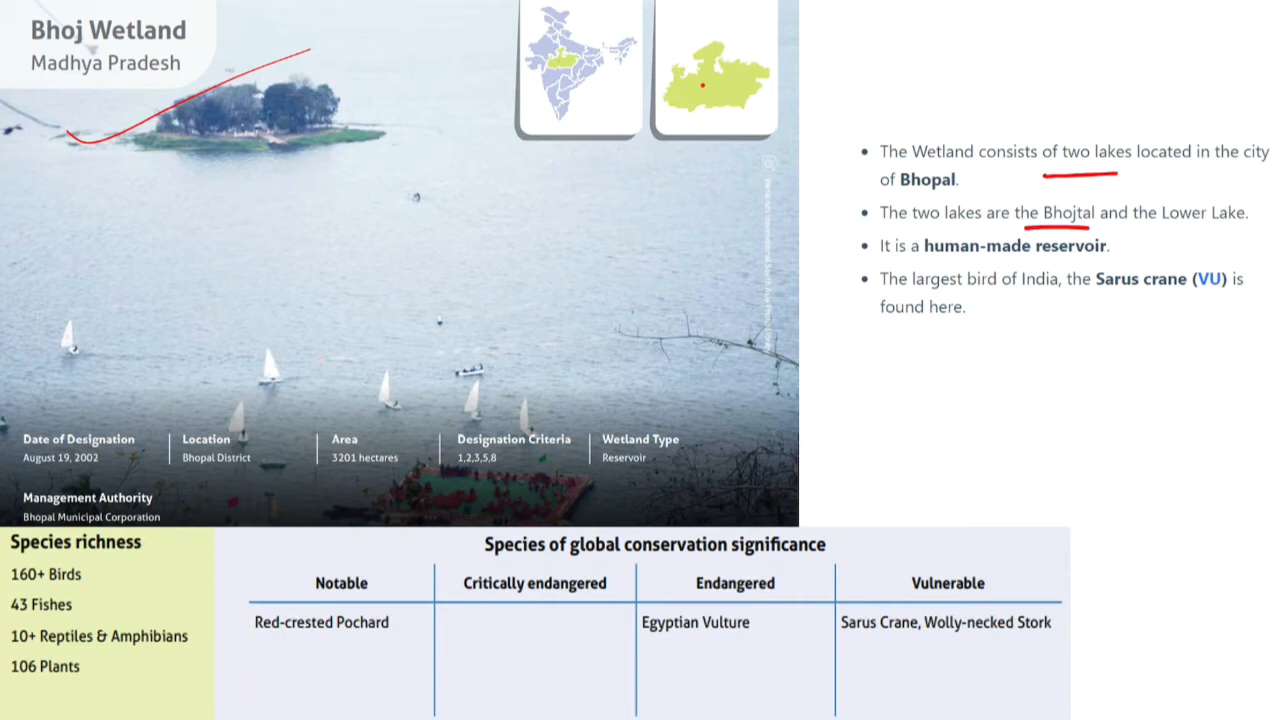 Bhoj Wetland
Madhya Pradesh
• The Wetland consists of two lakes located in the city
of Bhopal.
• The two lakes are the Bhojtal and the Lower Lake.
• It is a human-made reservoir.
• The largest bird of India, the Sarus crane (VU) is
found here.
Date of Designation
August 19, 2002
Location
Bhopal District
Area
3201 hectares
Designation Criteria
1,2,3,5,8
Wetland Type
Reservoir
Management Authority
Bhopal Municipal Corporation
Species richness
160+ Birds
43 Fishes
10+ Reptiles & Amphibians
106 Plants
Species of global conservation significance
Notable
Critically endangered
Endangered
Vulnerable
Red-crested Pochard
Egyptian Vulture
Sarus Crane, Wolly-necked Stork